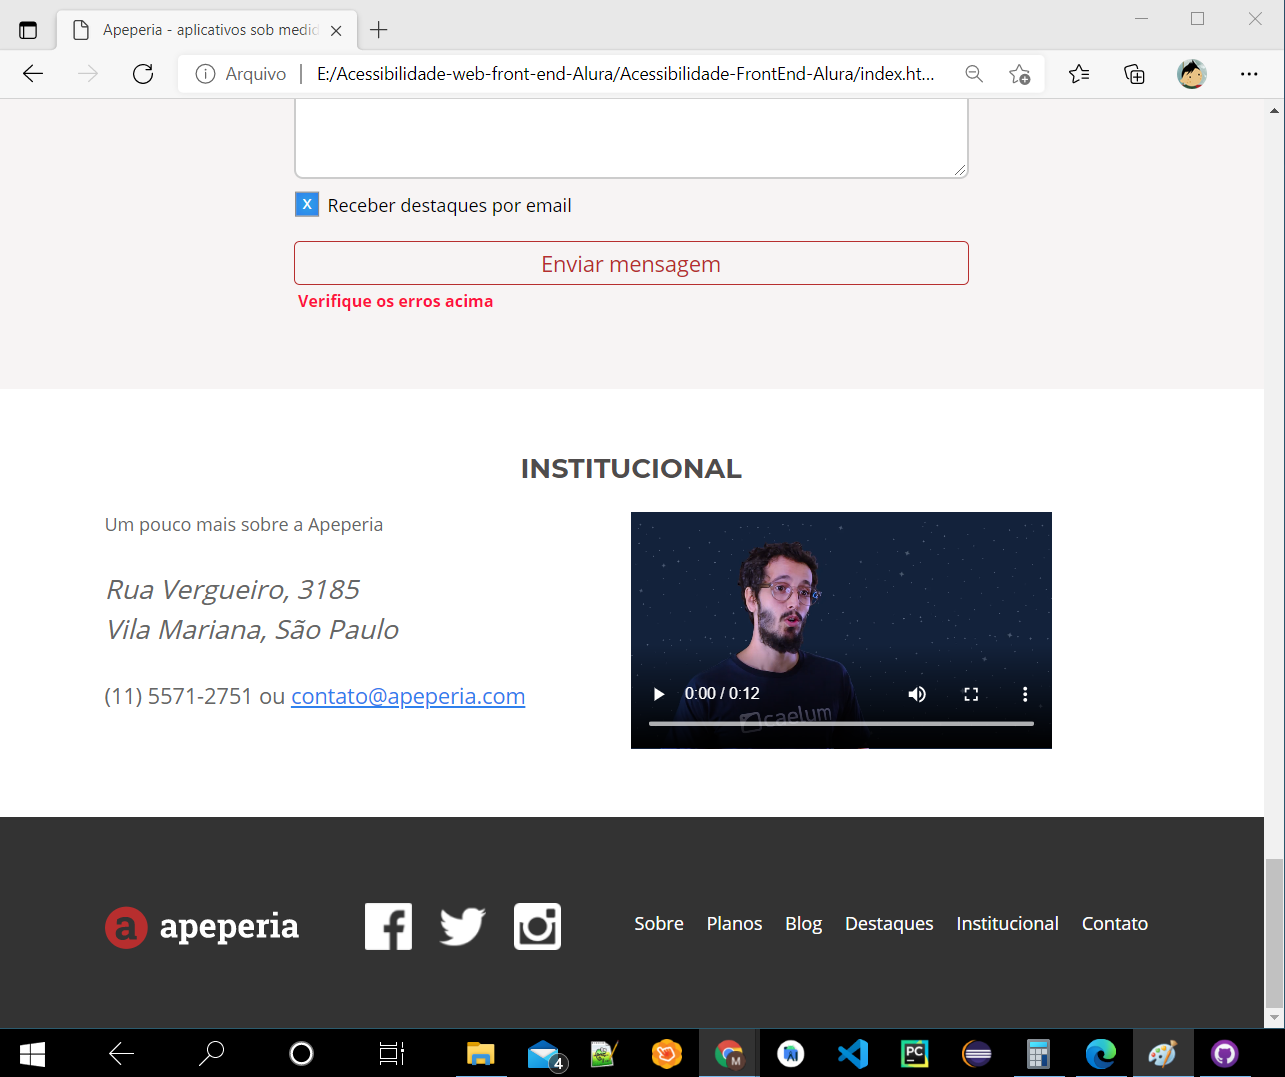 Apeperia - aplicativos sob medid
Arquivo | E:/Acessibilidade-web-front-end-Alura/Acessibilidade-FrontEnd-Alura/index.ht...
X Receber destaques por email
Enviar mensagem
Verifique os erros acima
INSTITUCIONAL
Um pouco mais sobre a Apeperia
Rua Vergueiro, 3185
Vila Mariana, São Paulo
(11) 5571-2751 ou contato@apeperia.com
caelum
0:00 / 0:12
a apeperia
Sobre Planos Blog Destaques Institucional Contato
4
M
PC